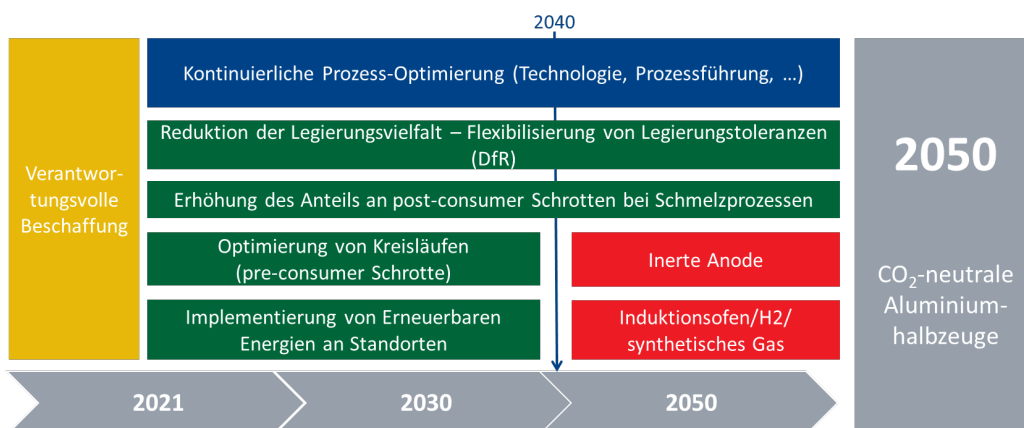 2040
Verantwor-
tungsvolle
Beschaffung
Kontinuierliche Prozess-Optimierung (Technologie, Prozessführung, …)
Reduktion der Legierungsvielfalt – Flexibilisierung von Legierungstoleranzen
(DfR)
Erhöhung des Anteils an post-consumer Schrotten bei Schmelzprozessen
Optimierung von Kreisläufen
(pre-consumer Schrotte)
Inerte Anode
Implementierung von Erneuerbaren
Energien an Standorten
Induktionsofen/H2/
synthetisches Gas
2050
CO₂-neutrale
Aluminium-
halbzeuge
2021
2030
2050